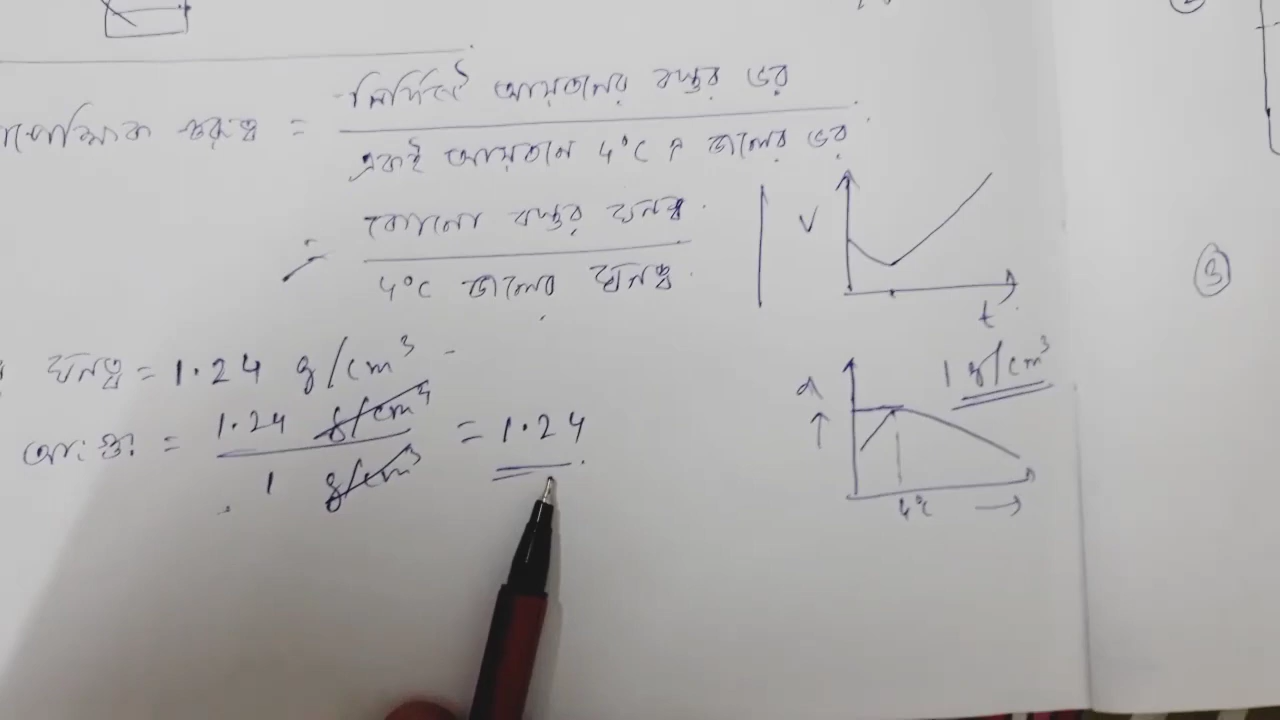 আপেক্ষিক গুরুত্ব = নির্দিষ্ট আয়তনের বস্তুর ভর
একই আয়তনে 4°C এ জলের ভর
= কোনো বস্তুর ঘনত্ব
4°C জলের ঘনত্ব
V
t
ঘনত্ব = 1.24 g/cm³
আঃ গুঃ = 1.24 g/cm³ = 1.24
1 g/cm³
d
1 g/cm³
4°C
3